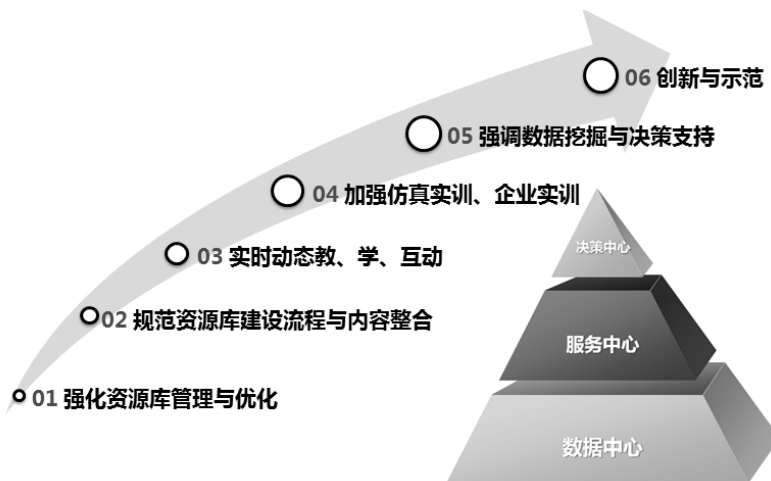 06 创新与示范
05 强调数据挖掘与决策支持
04 加强仿真实训、企业实训
03 实时动态教、学、互动
02 规范资源库建设流程与内容整合
01 强化资源库管理与优化
决策中心
服务中心
数据中心